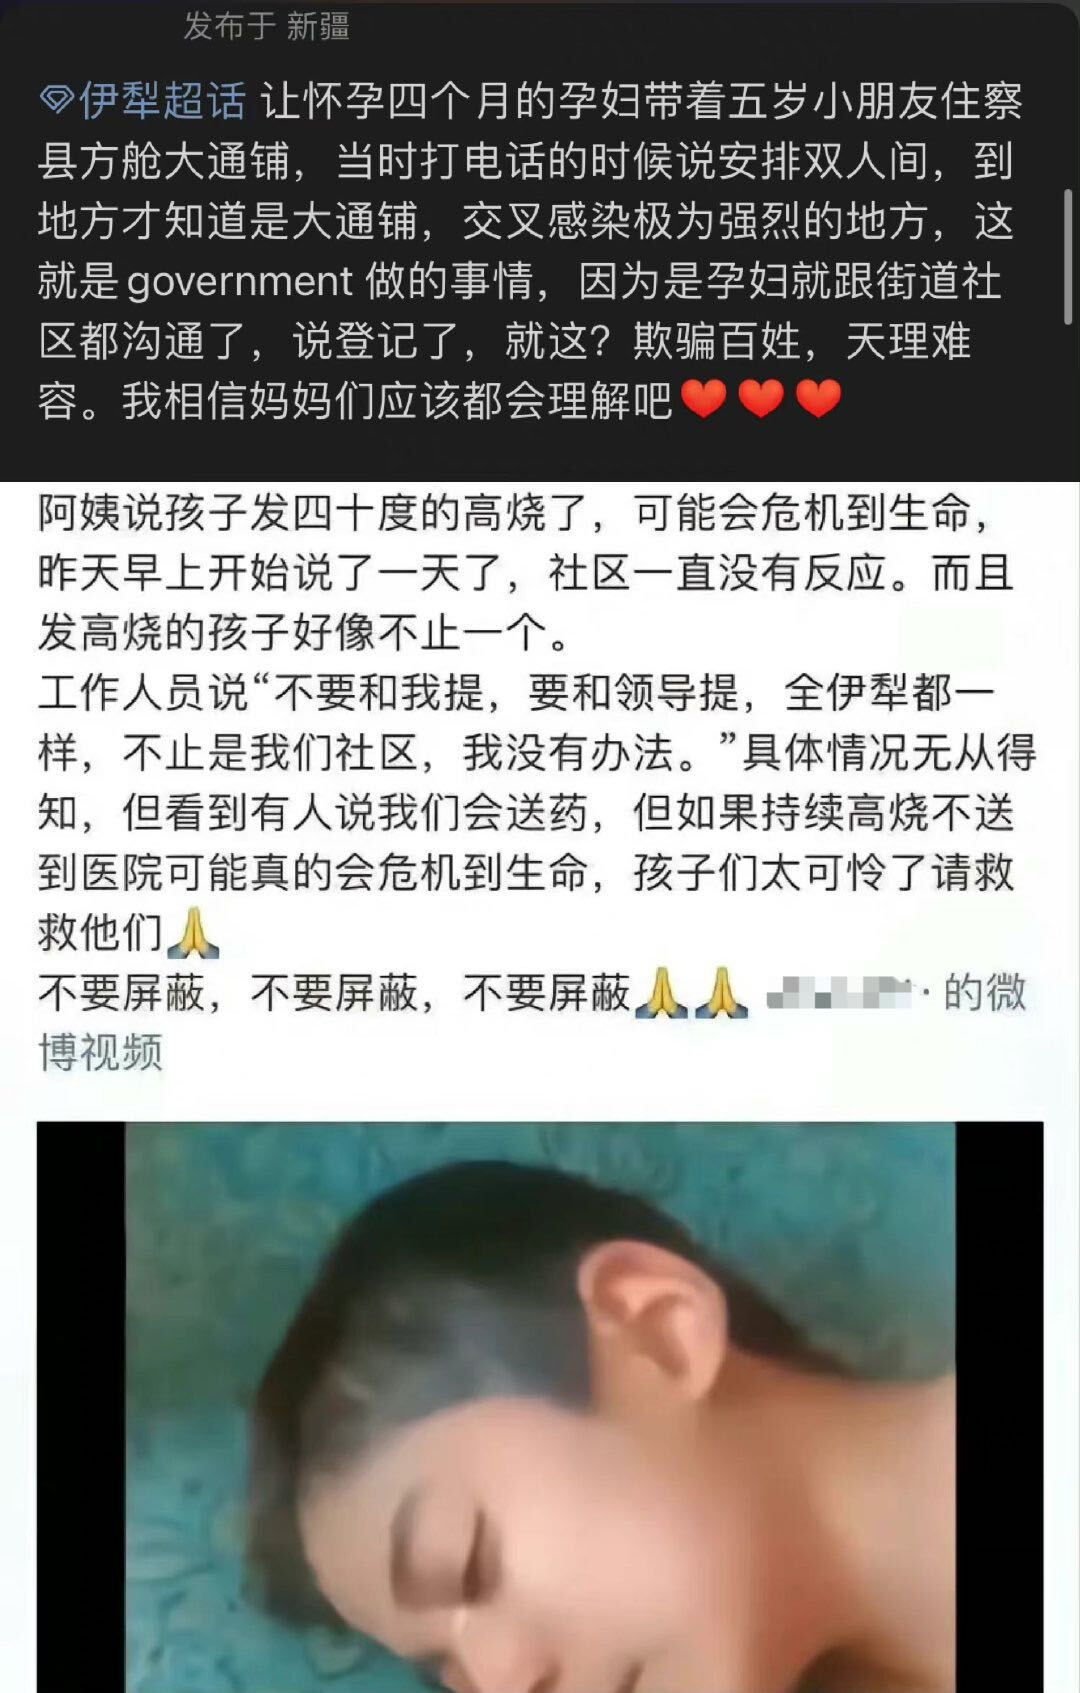 发布于 新疆
伊犁超话 让怀孕四个月的孕妇带着五岁小朋友住察
县方舱大通铺，当时打电话的时候说安排双人间，到
地方才知道是大通铺，交叉感染极为强烈的地方，这
就是government 做的事情，因为是孕妇就跟街道社
区都沟通了，说登记了，就这？欺骗百姓，天理难
容。我相信妈妈们应该都会理解吧❤️❤️❤️
阿姨说孩子发四十度的高烧了，可能会危机到生命，
昨天早上开始说了一天了，社区一直没有反应。而且
发高烧的孩子好像不止一个。
工作人员说“不要和我提，要和领导提，全伊犁都一
样，不止是我们社区，我没有办法。”具体情况无从得
知，但看到有人说我们会送药，但如果持续高烧不送
到医院可能真的会危机到生命，孩子们太可怜了请救
救他们🙏
不要屏蔽，不要屏蔽，不要屏蔽🙏🙏 的微
博视频